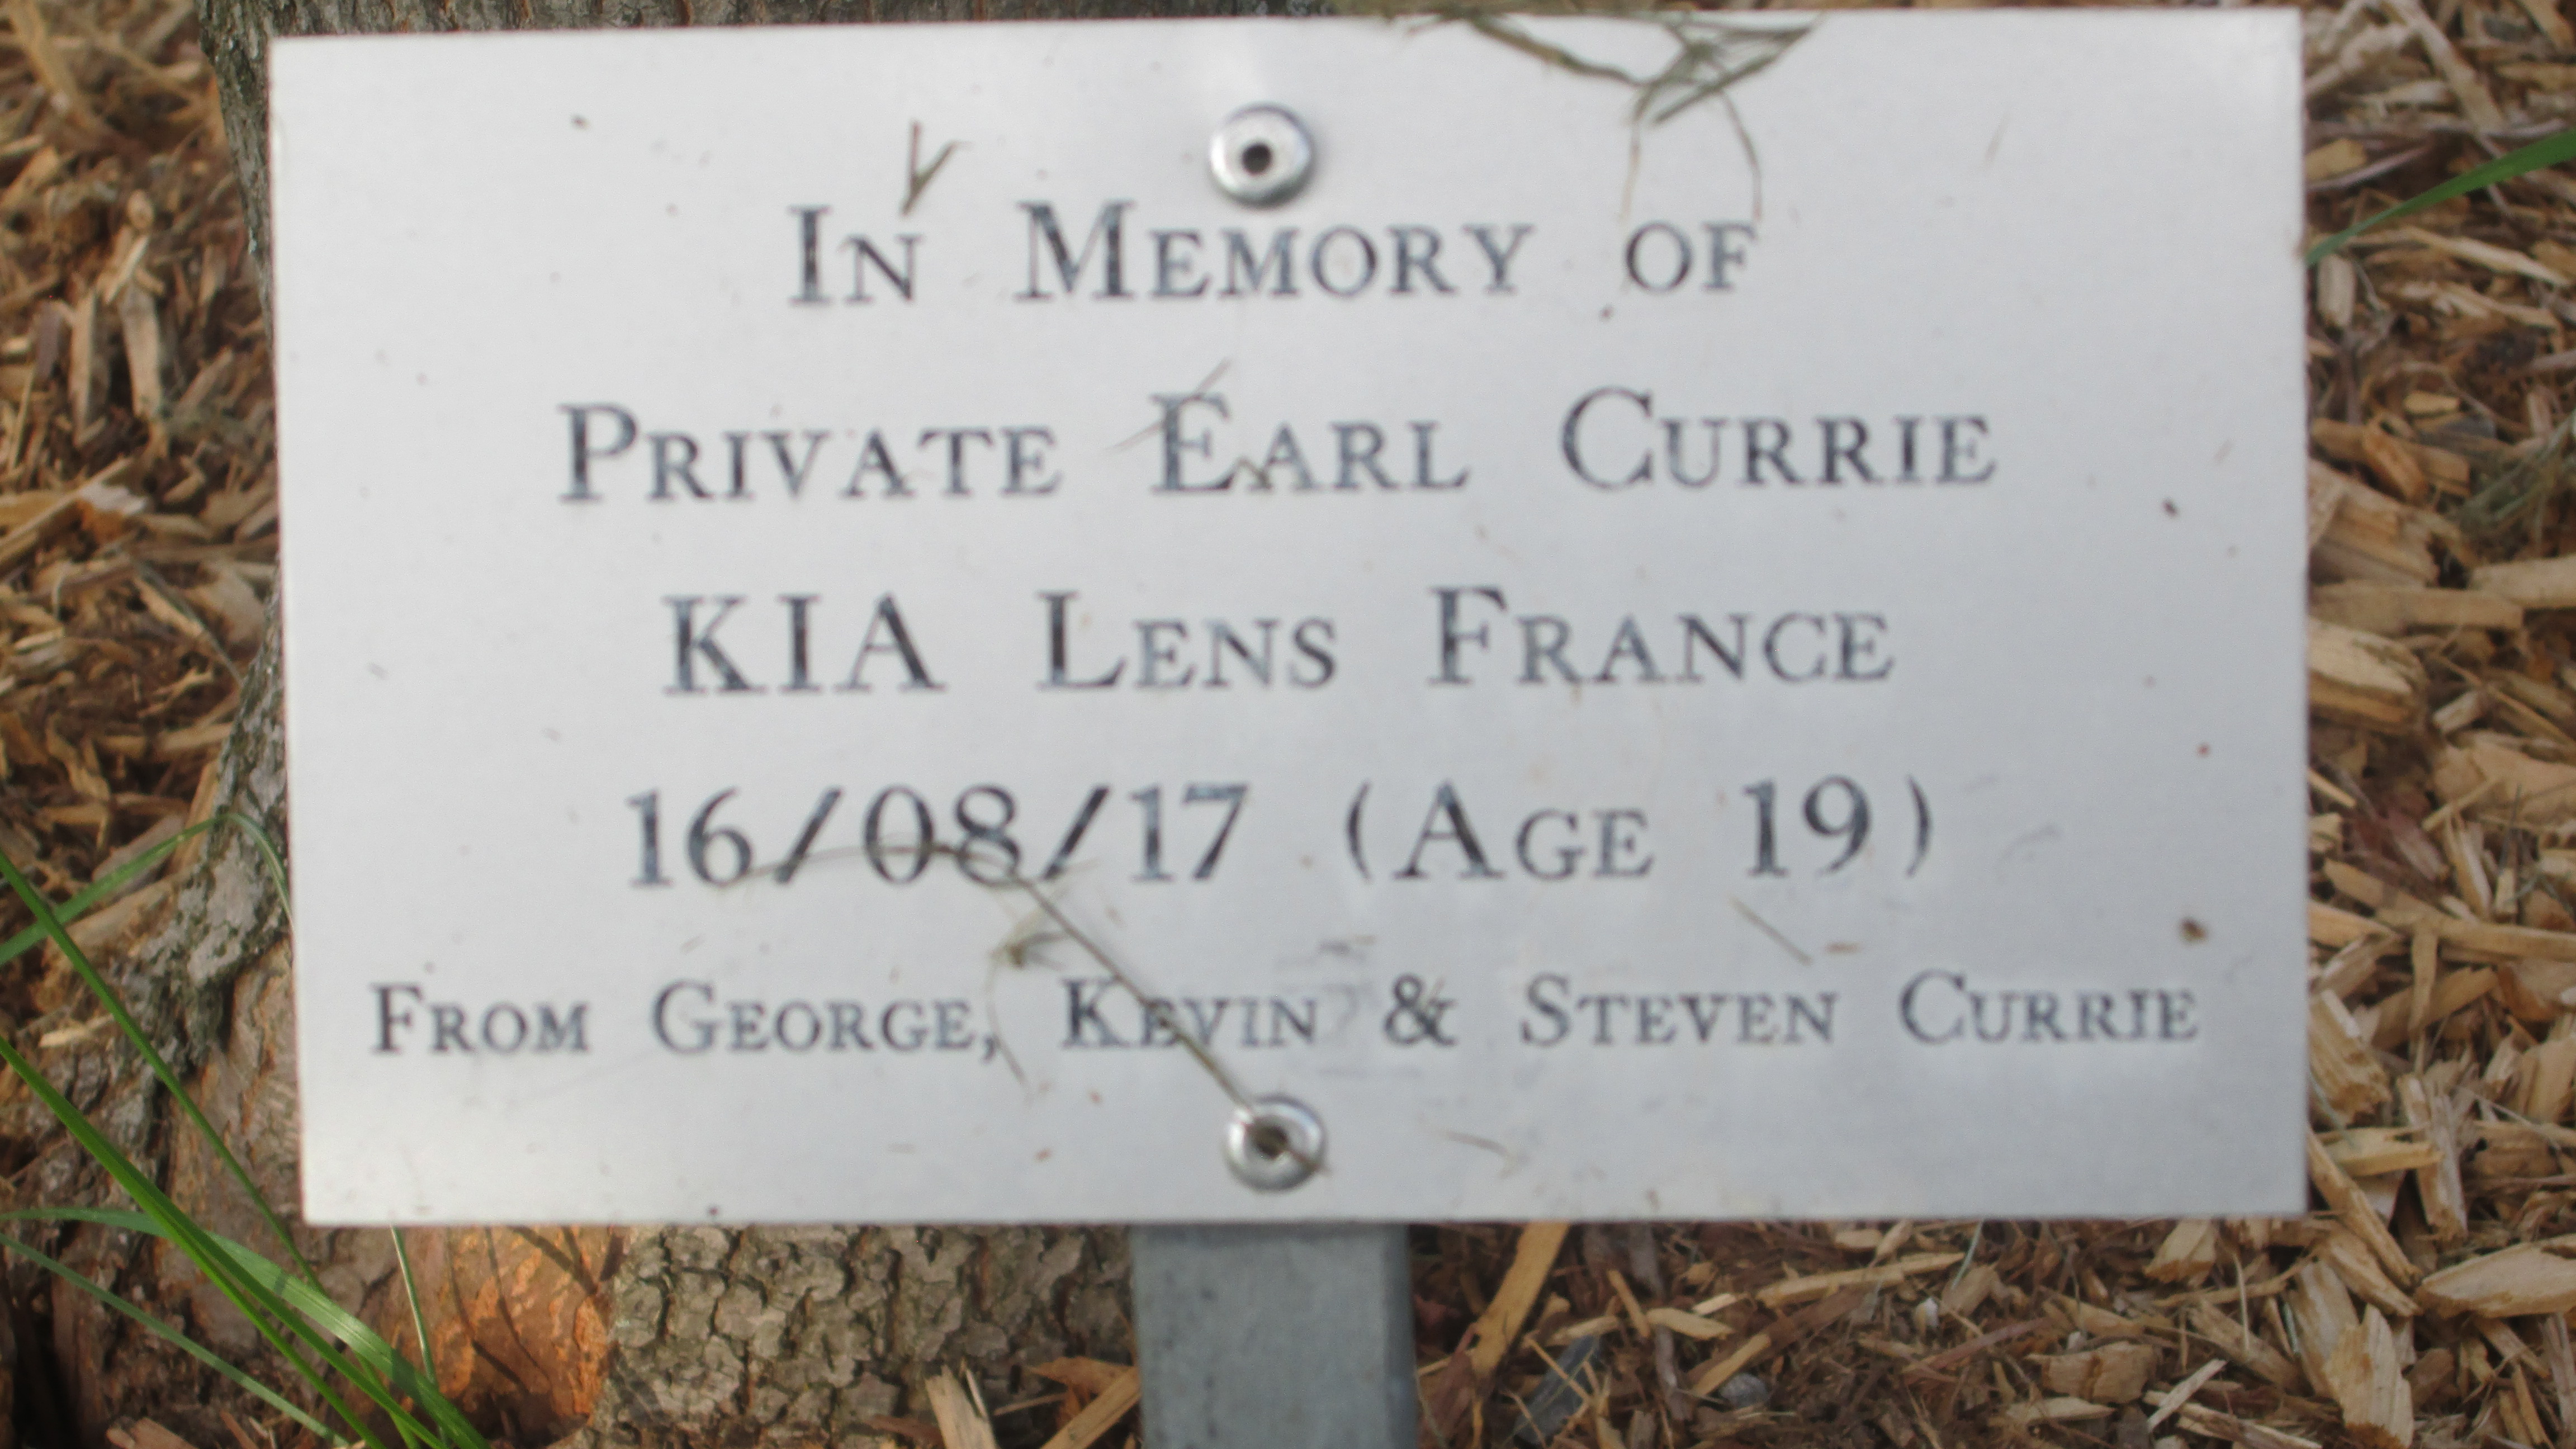 In Memory of
Private Earl Currie
KIA Lens France
16/08/17 (Age 19)
From George, Kevin & Steven Currie